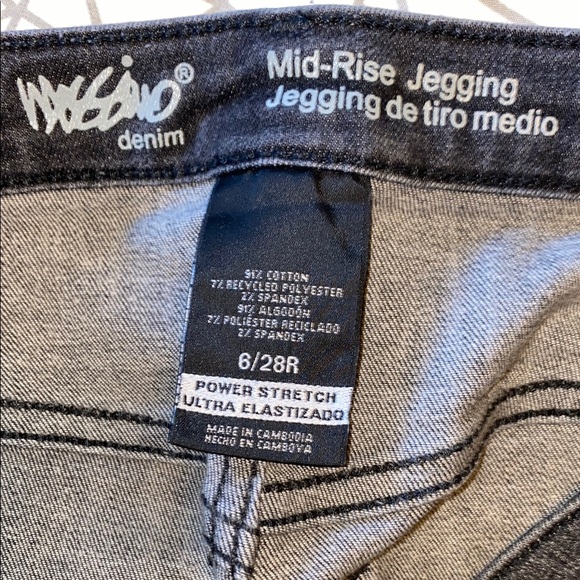 MOSSIMO®
denim
Mid-Rise Jegging
Jegging de tiro medio
91% COTTON
7% RECYCLED POLYESTER
2% SPANDEX
91% ALGODÓN
7% POLIÉSTER RECICLADO
2% SPANDEX
6/28R
POWER STRETCH
ULTRA ELASTIZADO
MADE IN CAMBODIA
HECHO EN CAMBOYA